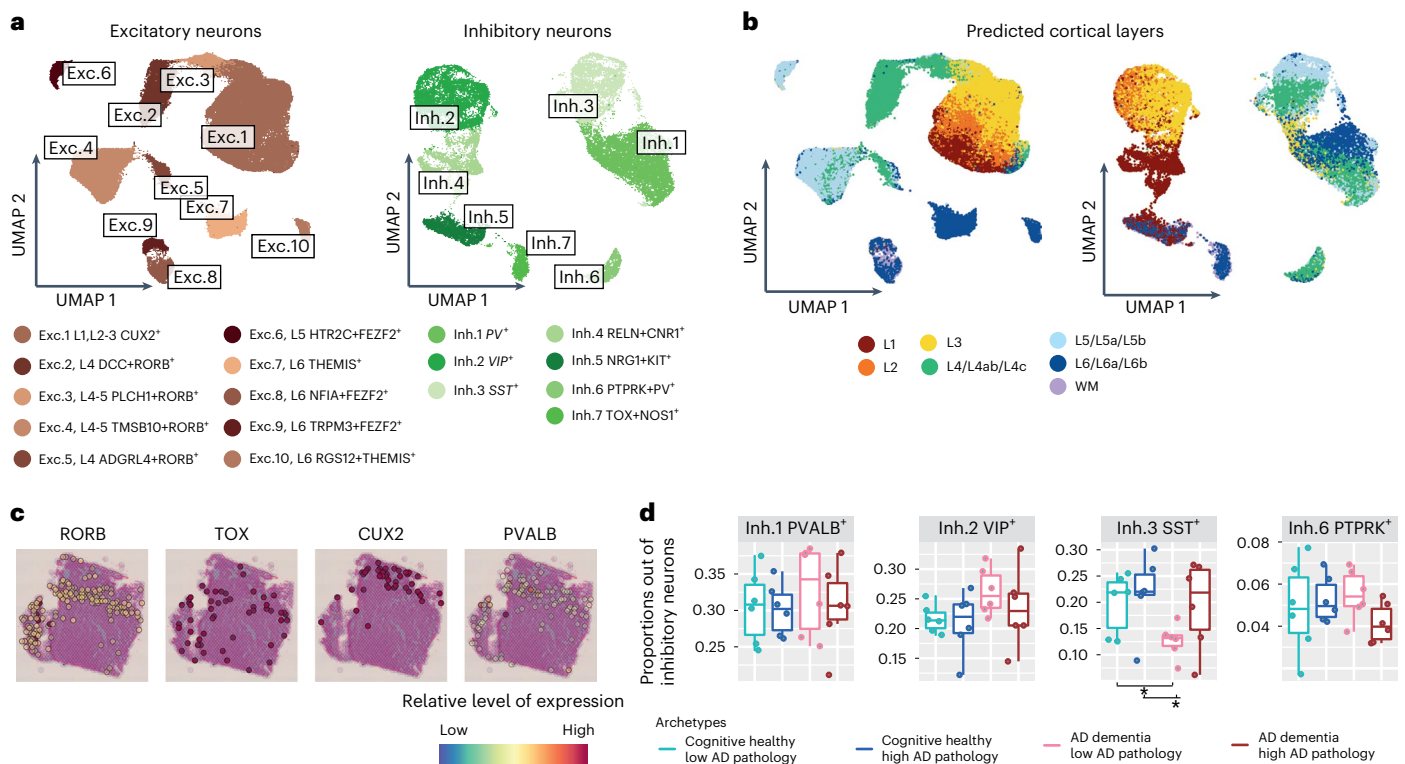 a
Excitatory neurons
Inhibitory neurons
Exc.6
Exc.3
Exc.2
Exc.1
Exc.4
Exc.5
Exc.7
Exc.9
Exc.10
Exc.8
UMAP 2
UMAP 1
Inh.2
Inh.3
Inh.1
Inh.4
Inh.5
Inh.7
Inh.6
UMAP 2
UMAP 1
Exc.1 L1,L2-3 CUX2⁺
Exc.2, L4 DCC+RORB⁺
Exc.3, L4-5 PLCH1+RORB⁺
Exc.4, L4-5 TMSB10+RORB⁺
Exc.5, L4 ADGRL4+RORB⁺
Exc.6, L5 HTR2C+FEZF2⁺
Exc.7, L6 THEMIS⁺
Exc.8, L6 NFIA+FEZF2⁺
Exc.9, L6 TRPM3+FEZF2⁺
Exc.10, L6 RGS12+THEMIS⁺
Inh.1 PV⁺
Inh.2 VIP⁺
Inh.3 SST⁺
Inh.4 RELN+CNR1⁺
Inh.5 NRG1+KIT⁺
Inh.6 PTPRK+PV⁺
Inh.7 TOX+NOS1⁺
b
Predicted cortical layers
UMAP 2
UMAP 1
UMAP 2
UMAP 1
L1
L2
L3
L4/L4ab/L4c
L5/L5a/L5b
L6/L6a/L6b
WM
c
RORB
TOX
CUX2
PVALB
Relative level of expression
Low
High
d
Proportions out of
inhibitory neurons
Inh.1 PVALB⁺
0.35
0.30
0.25
Inh.2 VIP⁺
0.30
0.25
0.20
0.15
Inh.3 SST⁺
0.30
0.25
0.20
0.15
0.10
*
*
Inh.6 PTPRK⁺
0.08
0.06
0.04
Archetypes
Cognitive healthy
low AD pathology
Cognitive healthy
high AD pathology
AD dementia
low AD pathology
AD dementia
high AD pathology